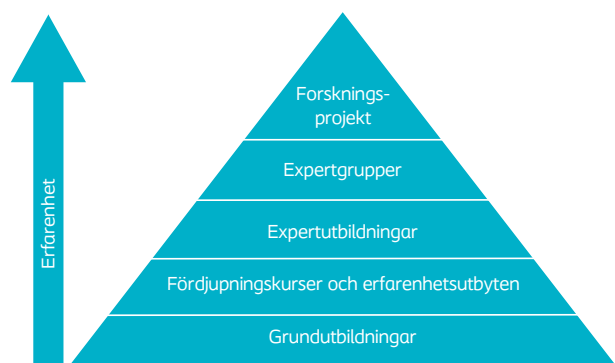 Forsknings-
projekt
Expertgrupper
Expertutbildningar
Fördjupningskurser och erfarenhetsutbyten
Grundutbildningar
Erfarenhet